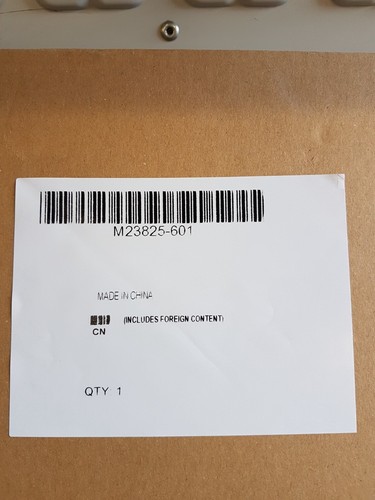 M23825-601
MADE IN CHINA
(INCLUDES FOREIGN CONTENT)
CN
QTY 1